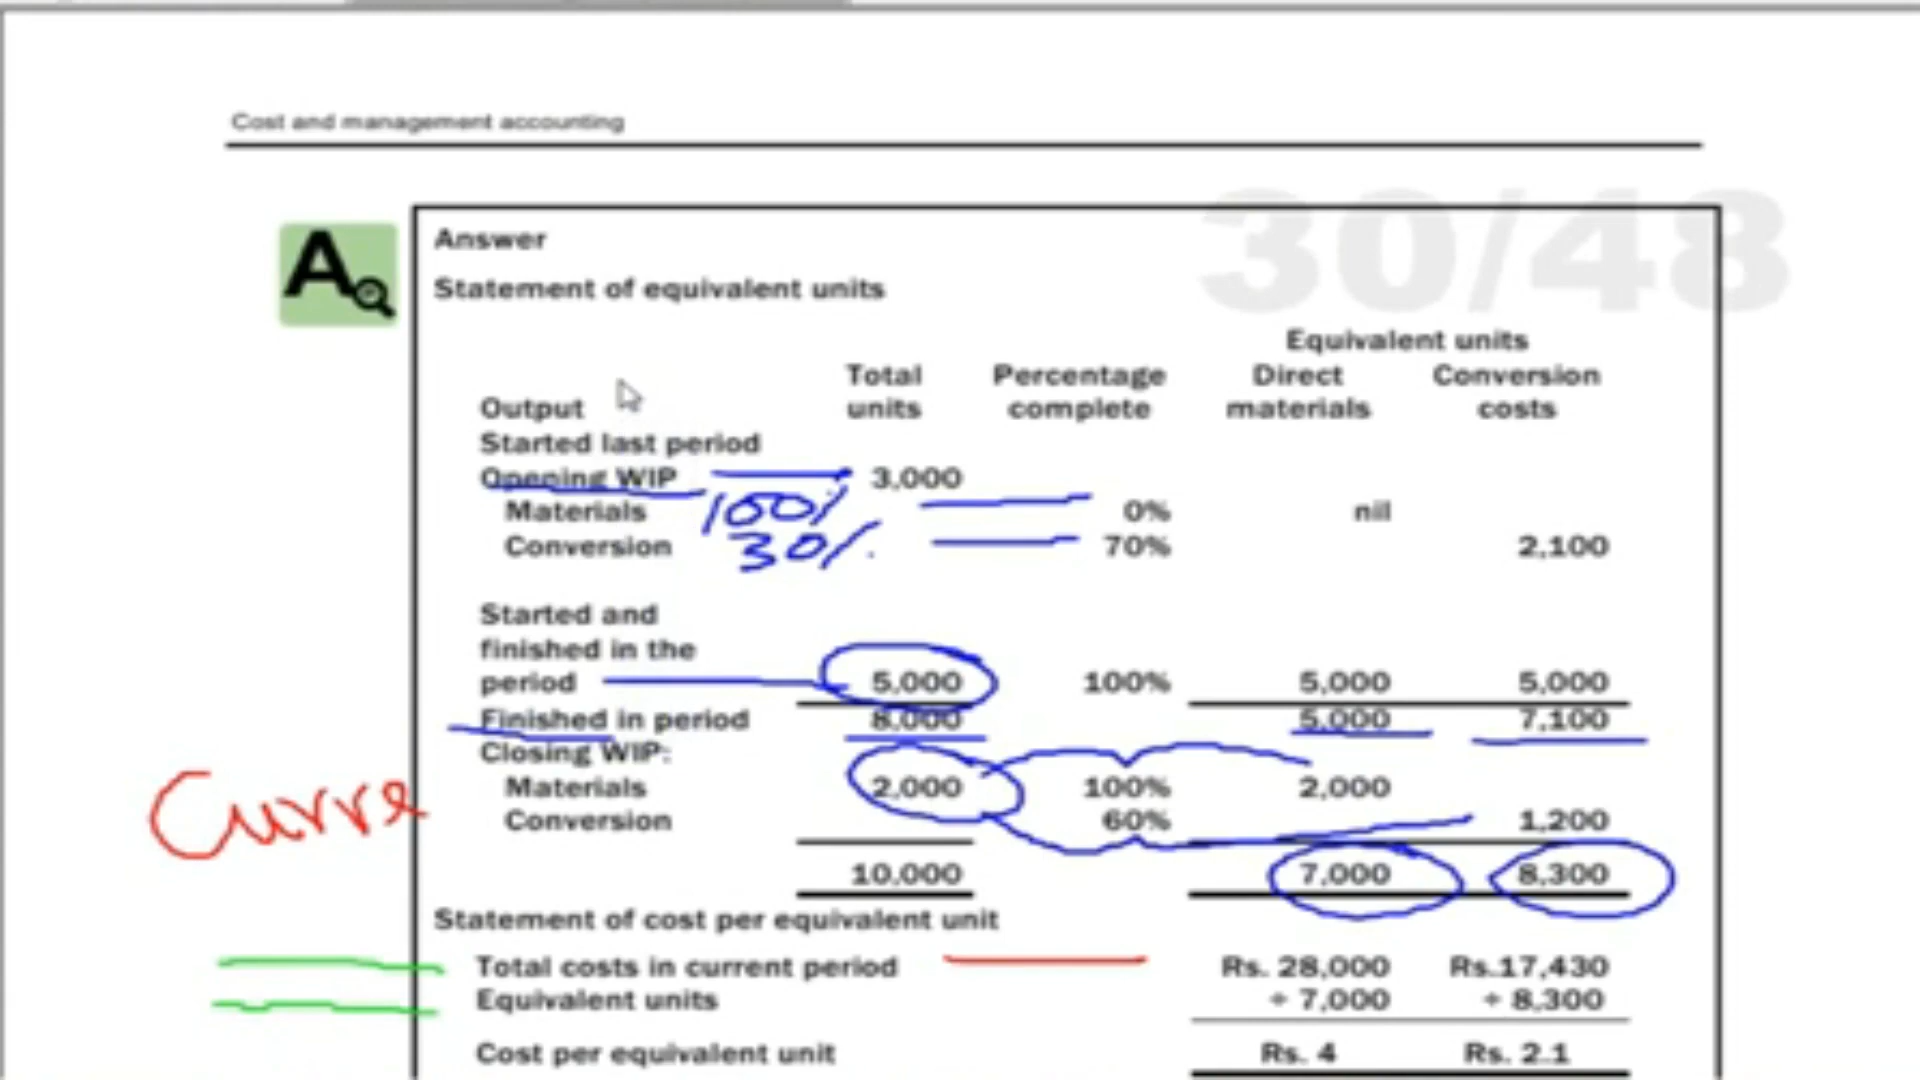 Cost and management accounting
30/48
A
Answer
Statement of equivalent units
Equivalent units
Output Total units Percentage complete Direct materials Conversion costs
Started last period
Opening WIP 3,000
Materials 100% 0% nil
Conversion 30% 70% 2,100
Started and
finished in the
period 5,000 100% 5,000 5,000
Finished in period 8,000 5,000 7,100
Closing WIP:
Materials 2,000 100% 2,000
Conversion 60% 1,200
Curre
10,000 7,000 8,300
Statement of cost per equivalent unit
Total costs in current period Rs. 28,000 Rs.17,430
Equivalent units ÷ 7,000 ÷ 8,300
Cost per equivalent unit Rs. 4 Rs. 2.1